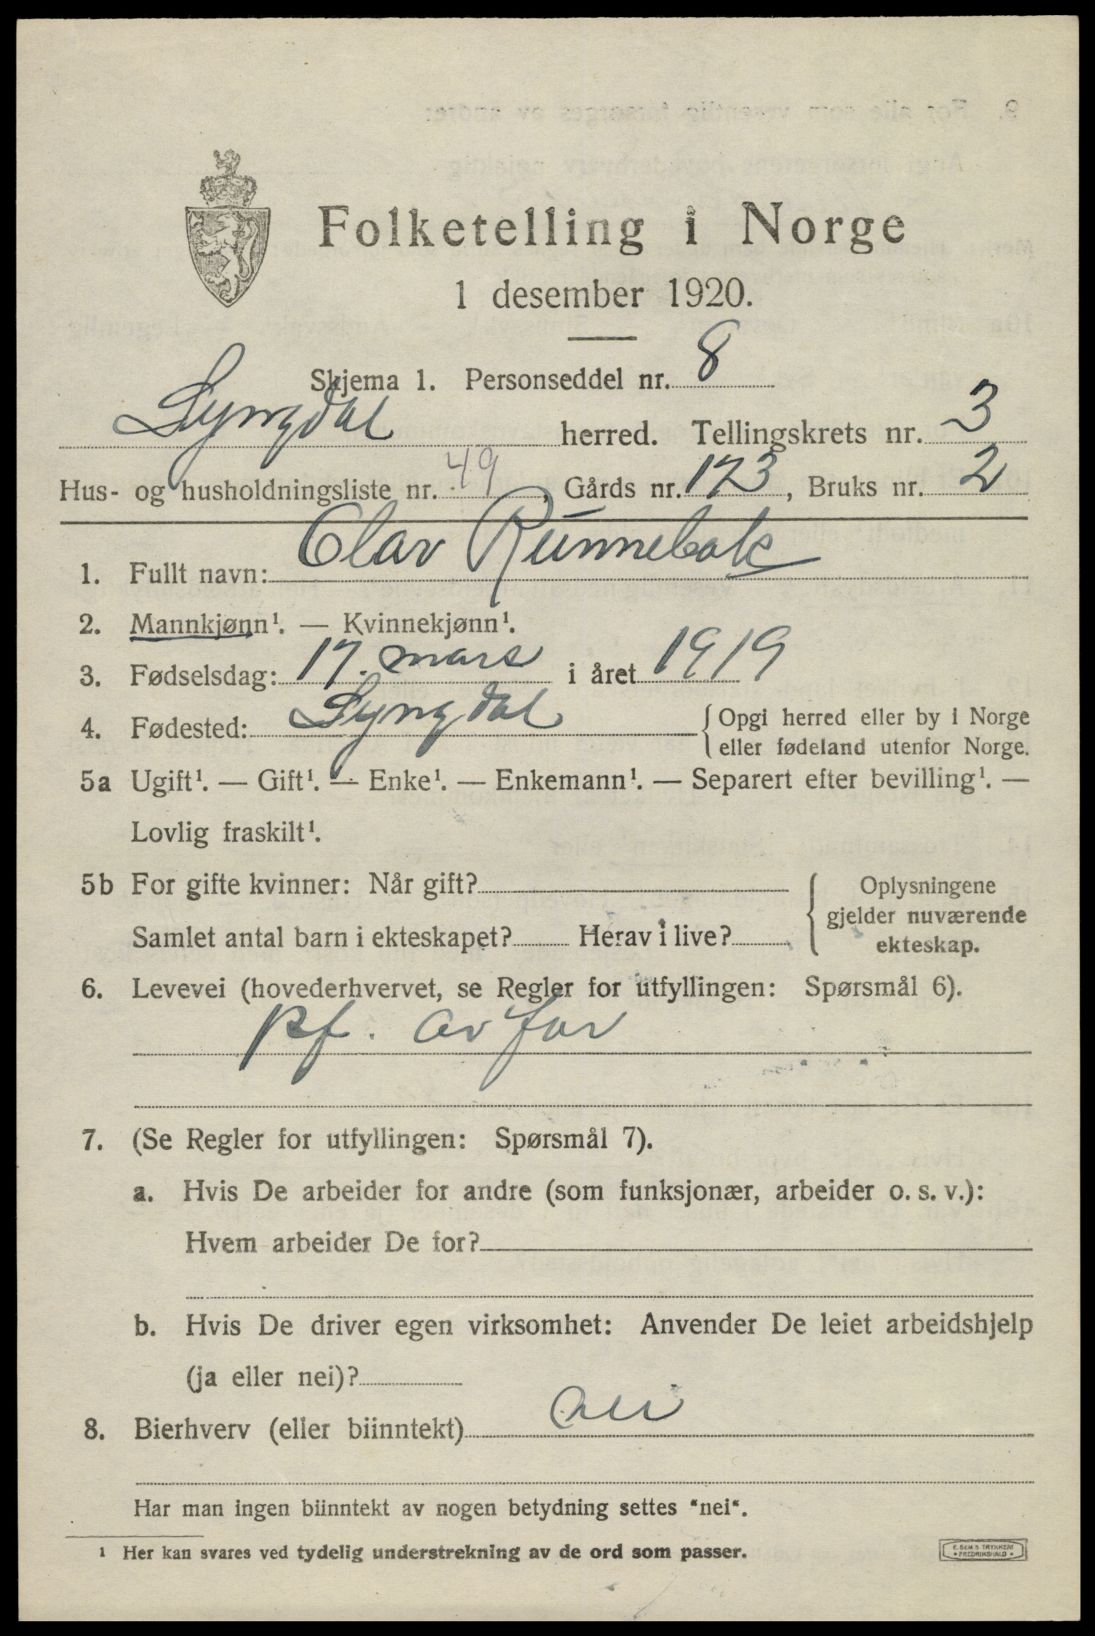 Folketelling i Norge
1 desember 1920.
Skjema 1. Personseddel nr. 8
Lyngdal herred. Tellingskrets nr. 3
Hus- og husholdningsliste nr. 49, Gårds nr. 173, Bruks nr. 2
1. Fullt navn: Olav Rünnebak
2. Mannkjønn¹. — Kvinnekjønn¹.
3. Fødselsdag: 17. mars i året 1919
4. Fødested: Lyngdal { Opgi herred eller by i Norge
eller fødeland utenfor Norge.
5a Ugift¹. — Gift¹. — Enke¹. — Enkemann¹. — Separert efter bevilling¹. —
Lovlig fraskilt¹.
5b For gifte kvinner: Når gift? { Oplysningene
gjelder nuværende
Samlet antal barn i ekteskapet? Herav i live? ekteskap.
6. Levevei (hovederhvervet, se Regler for utfyllingen: Spørsmål 6).
pf. av far
7. (Se Regler for utfyllingen: Spørsmål 7).
a. Hvis De arbeider for andre (som funksjonær, arbeider o. s. v.):
Hvem arbeider De for?
b. Hvis De driver egen virksomhet: Anvender De leiet arbeidshjelp
(ja eller nei)?
8. Bierhverv (eller biinntekt) nei
Har man ingen biinntekt av nogen betydning settes "nei".
¹ Her kan svares ved tydelig understrekning av de ord som passer.
E. SEM'S TRYKKERI
FREDRIKSHALD